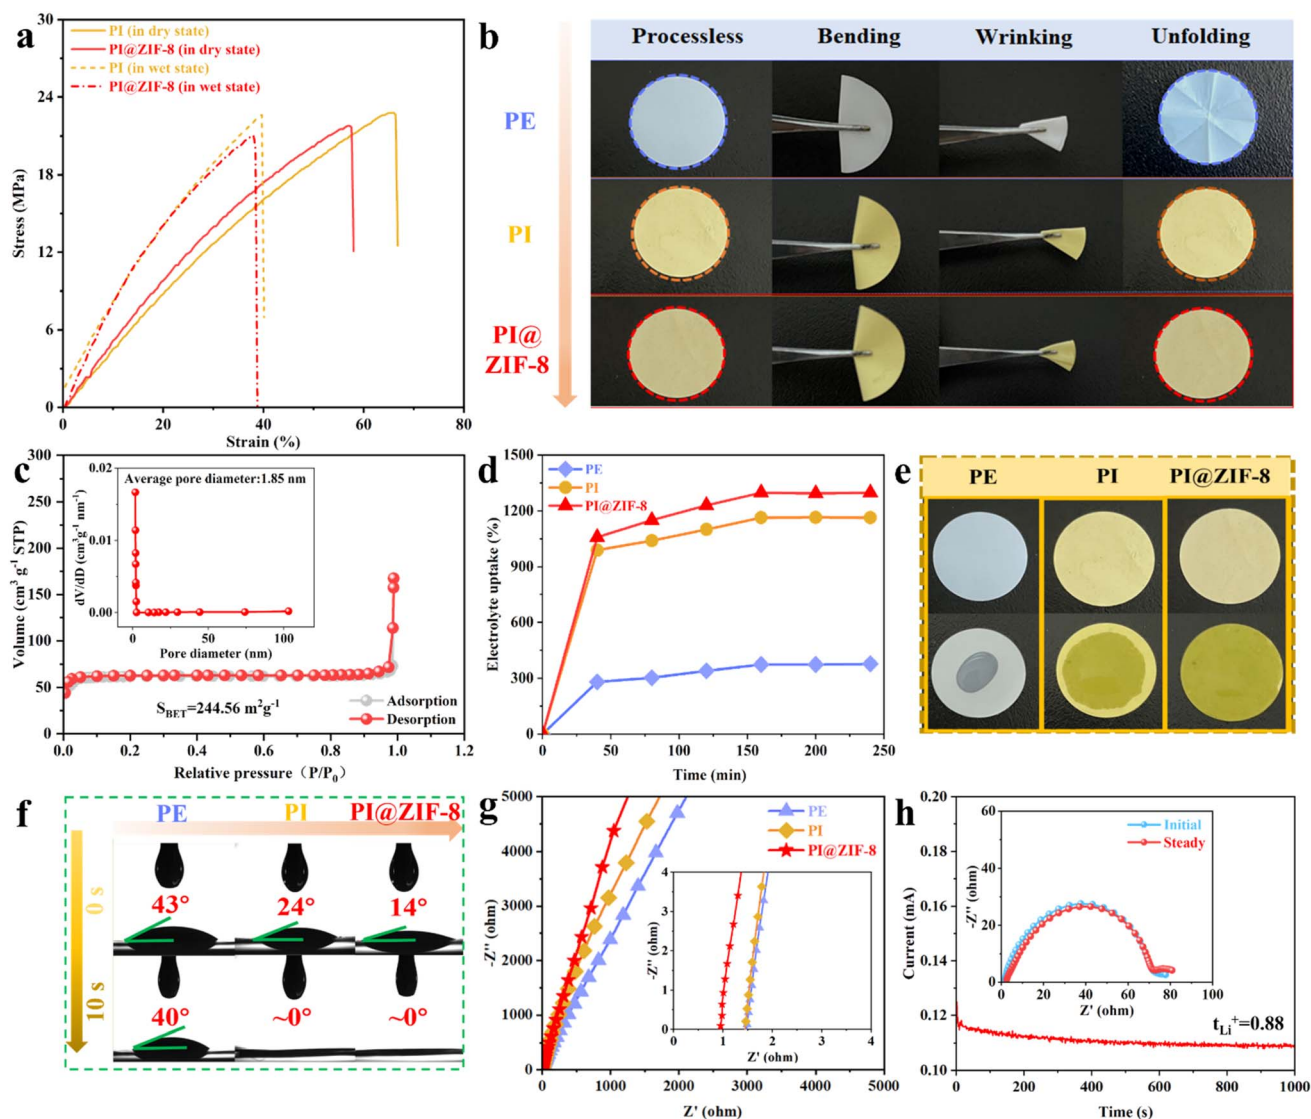 a
PI (in dry state)
PI@ZIF-8 (in dry state)
PI (in wet state)
PI@ZIF-8 (in wet state)
30
24
18
12
6
0
Stress (MPa)
0 20 40 60 80
Strain (%)
b
Processless Bending Wrinking Unfolding
PE
PI
PI@
ZIF-8
c
300
250
200
150
100
50
0
Volume (cm³ g⁻¹ STP)
Average pore diameter:1.85 nm
0.02
0.01
0.00
dV/dD (cm³g⁻¹ nm⁻¹)
0 50 100
Pore diameter (nm)
S_BET=244.56 m²g⁻¹
Adsorption
Desorption
0.0 0.2 0.4 0.6 0.8 1.0 1.2
Relative pressure（P/P₀）
d
PE
PI
PI@ZIF-8
1500
1200
900
600
300
0
Electrolyte uptake (%)
0 50 100 150 200 250
Time (min)
e
PE PI PI@ZIF-8
f
PE PI PI@ZIF-8
0 s
43° 24° 14°
10 s
40° ~0° ~0°
g
PE
PI
PI@ZIF-8
5000
4000
3000
2000
1000
0
-Z'' (ohm)
4
3
2
1
0
-Z'' (ohm)
0 1 2 3 4
Z' (ohm)
0 1000 2000 3000 4000 5000
Z' (ohm)
h
0.20
0.18
0.16
0.14
0.12
0.10
Current (mA)
Initial
Steady
60
40
20
0
-Z'' (ohm)
0 20 40 60 80 100
Z' (ohm)
t_Li⁺=0.88
0 200 400 600 800 1000
Time (s)